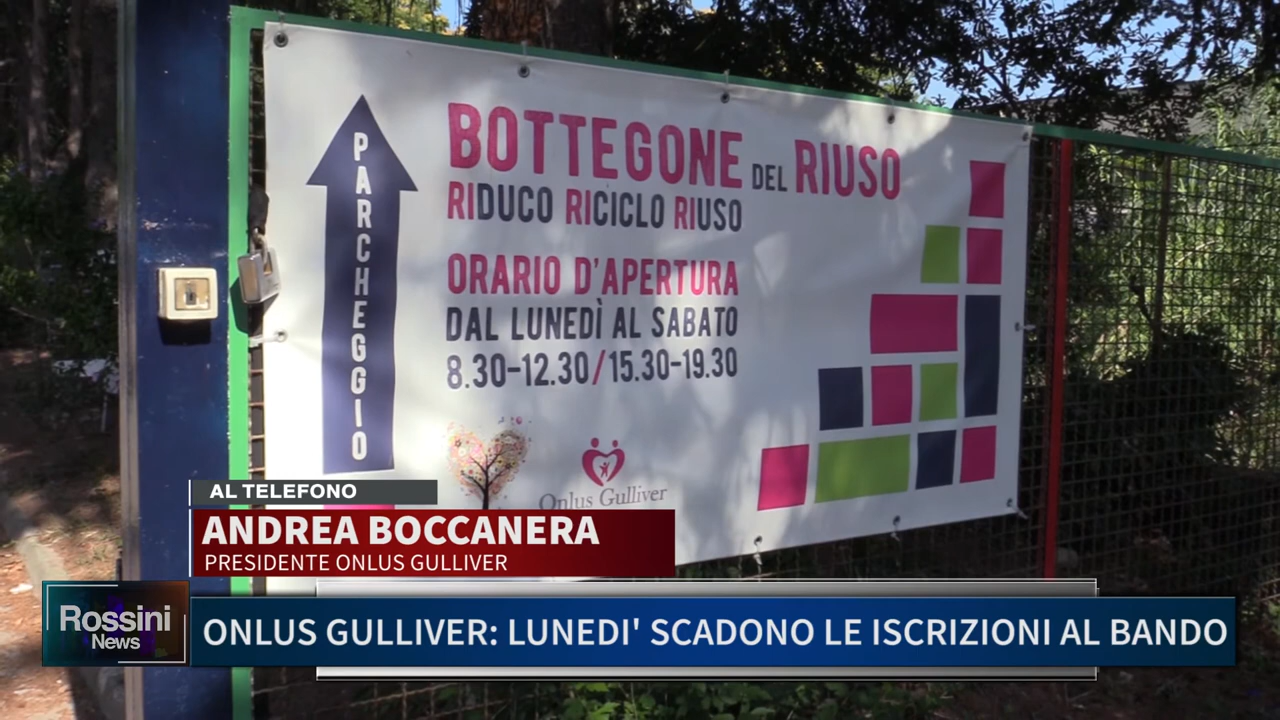 PARCHEGGIO
BOTTEGONE DEL RIUSO
RIDUCO RICICLO RIUSO
ORARIO D'APERTURA
DAL LUNEDÌ AL SABATO
8.30-12.30/15.30-19.30
Onlus Gulliver
AL TELEFONO
ANDREA BOCCANERA
PRESIDENTE ONLUS GULLIVER
Rossini
News
ONLUS GULLIVER: LUNEDI' SCADONO LE ISCRIZIONI AL BANDO